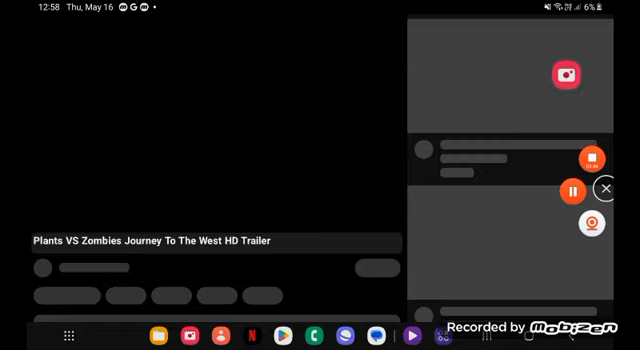 12:58 Thu, May 16
6%
Plants VS Zombies Journey To The West HD Trailer
Recorded by Mobizen